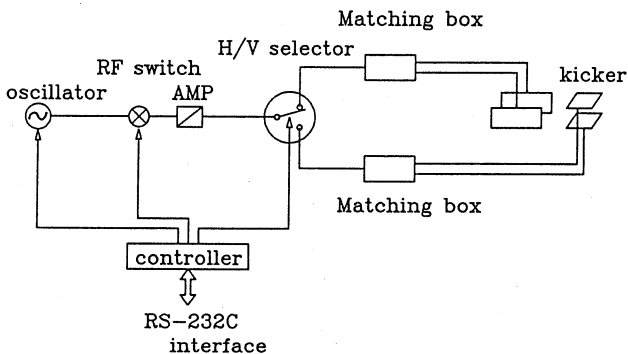 Matching box
H/V selector
RF switch
kicker
oscillator
AMP
Matching box
controller
RS-232C
interface